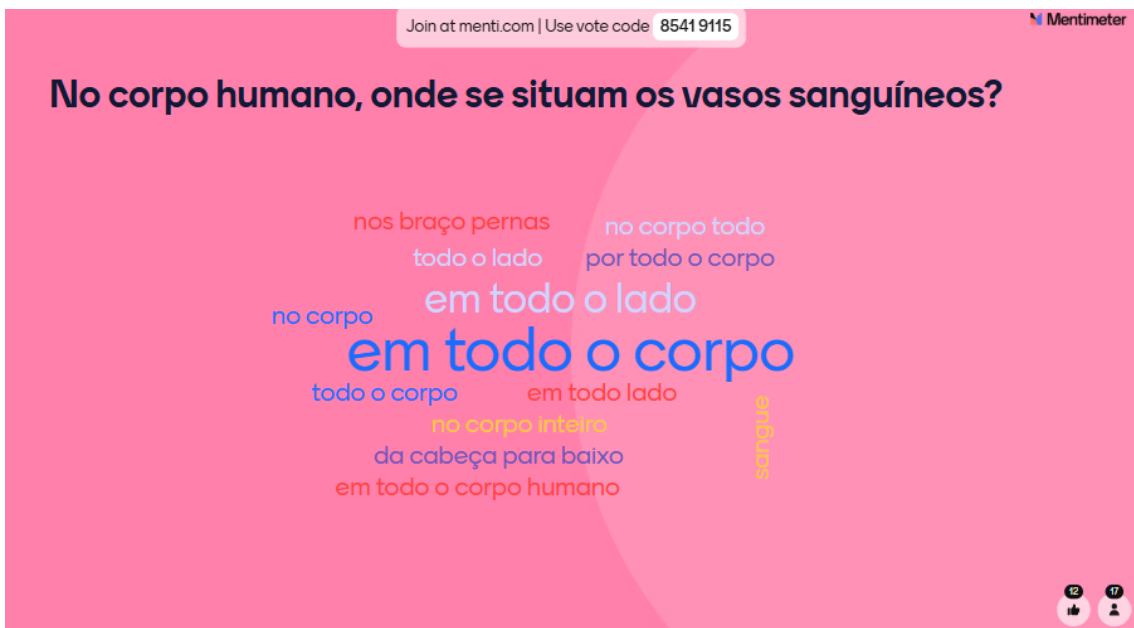 Join at menti.com | Use vote code 8541 9115
Mentimeter
No corpo humano, onde se situam os vasos sanguíneos?
nos braço pernas
no corpo todo
todo o lado
por todo o corpo
em todo o lado
no corpo
em todo o corpo
todo o corpo
em todo lado
sangue
no corpo inteiro
da cabeça para baixo
em todo o corpo humano
12
17